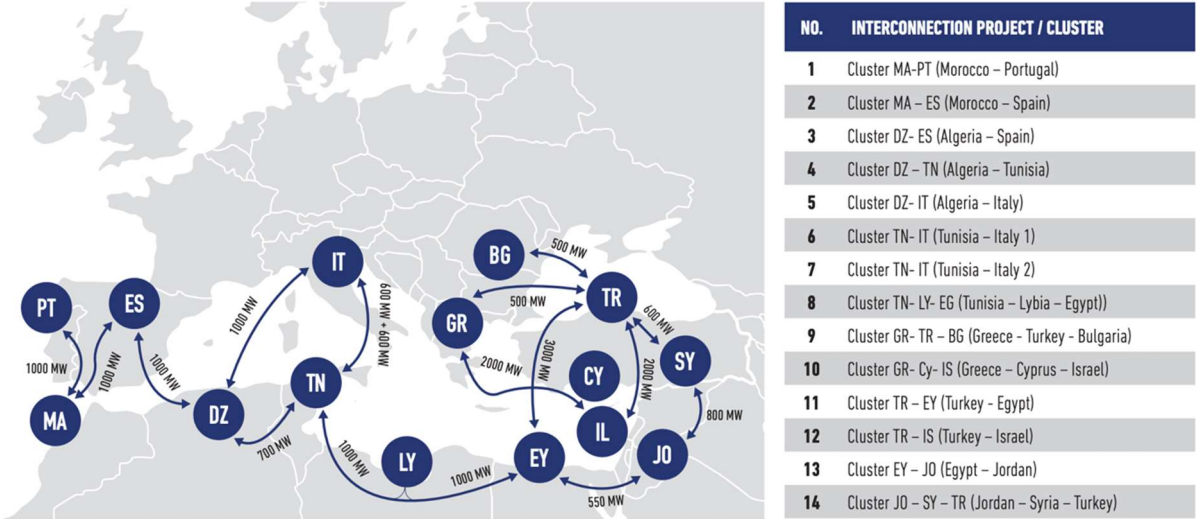 BG
500 MW
IT
TR
500 MW
PT
ES
GR
600 MW
1000 MW
600 MW + 600 MW
3000 MW
2000 MW
SY
CY
2000 MW
1000 MW
1000 MW
1000 MW
TN
MA
DZ
IL
800 MW
700 MW
1000 MW
LY
1000 MW
EY
JO
550 MW
NO. INTERCONNECTION PROJECT / CLUSTER
1 Cluster MA-PT (Morocco – Portugal)
2 Cluster MA – ES (Morocco – Spain)
3 Cluster DZ- ES (Algeria – Spain)
4 Cluster DZ – TN (Algeria – Tunisia)
5 Cluster DZ- IT (Algeria – Italy)
6 Cluster TN- IT (Tunisia – Italy 1)
7 Cluster TN- IT (Tunisia – Italy 2)
8 Cluster TN- LY- EG (Tunisia – Lybia – Egypt))
9 Cluster GR- TR – BG (Greece - Turkey - Bulgaria)
10 Cluster GR- Cy- IS (Greece – Cyprus – Israel)
11 Cluster TR – EY (Turkey - Egypt)
12 Cluster TR – IS (Turkey – Israel)
13 Cluster EY – JO (Egypt – Jordan)
14 Cluster JO – SY – TR (Jordan – Syria – Turkey)